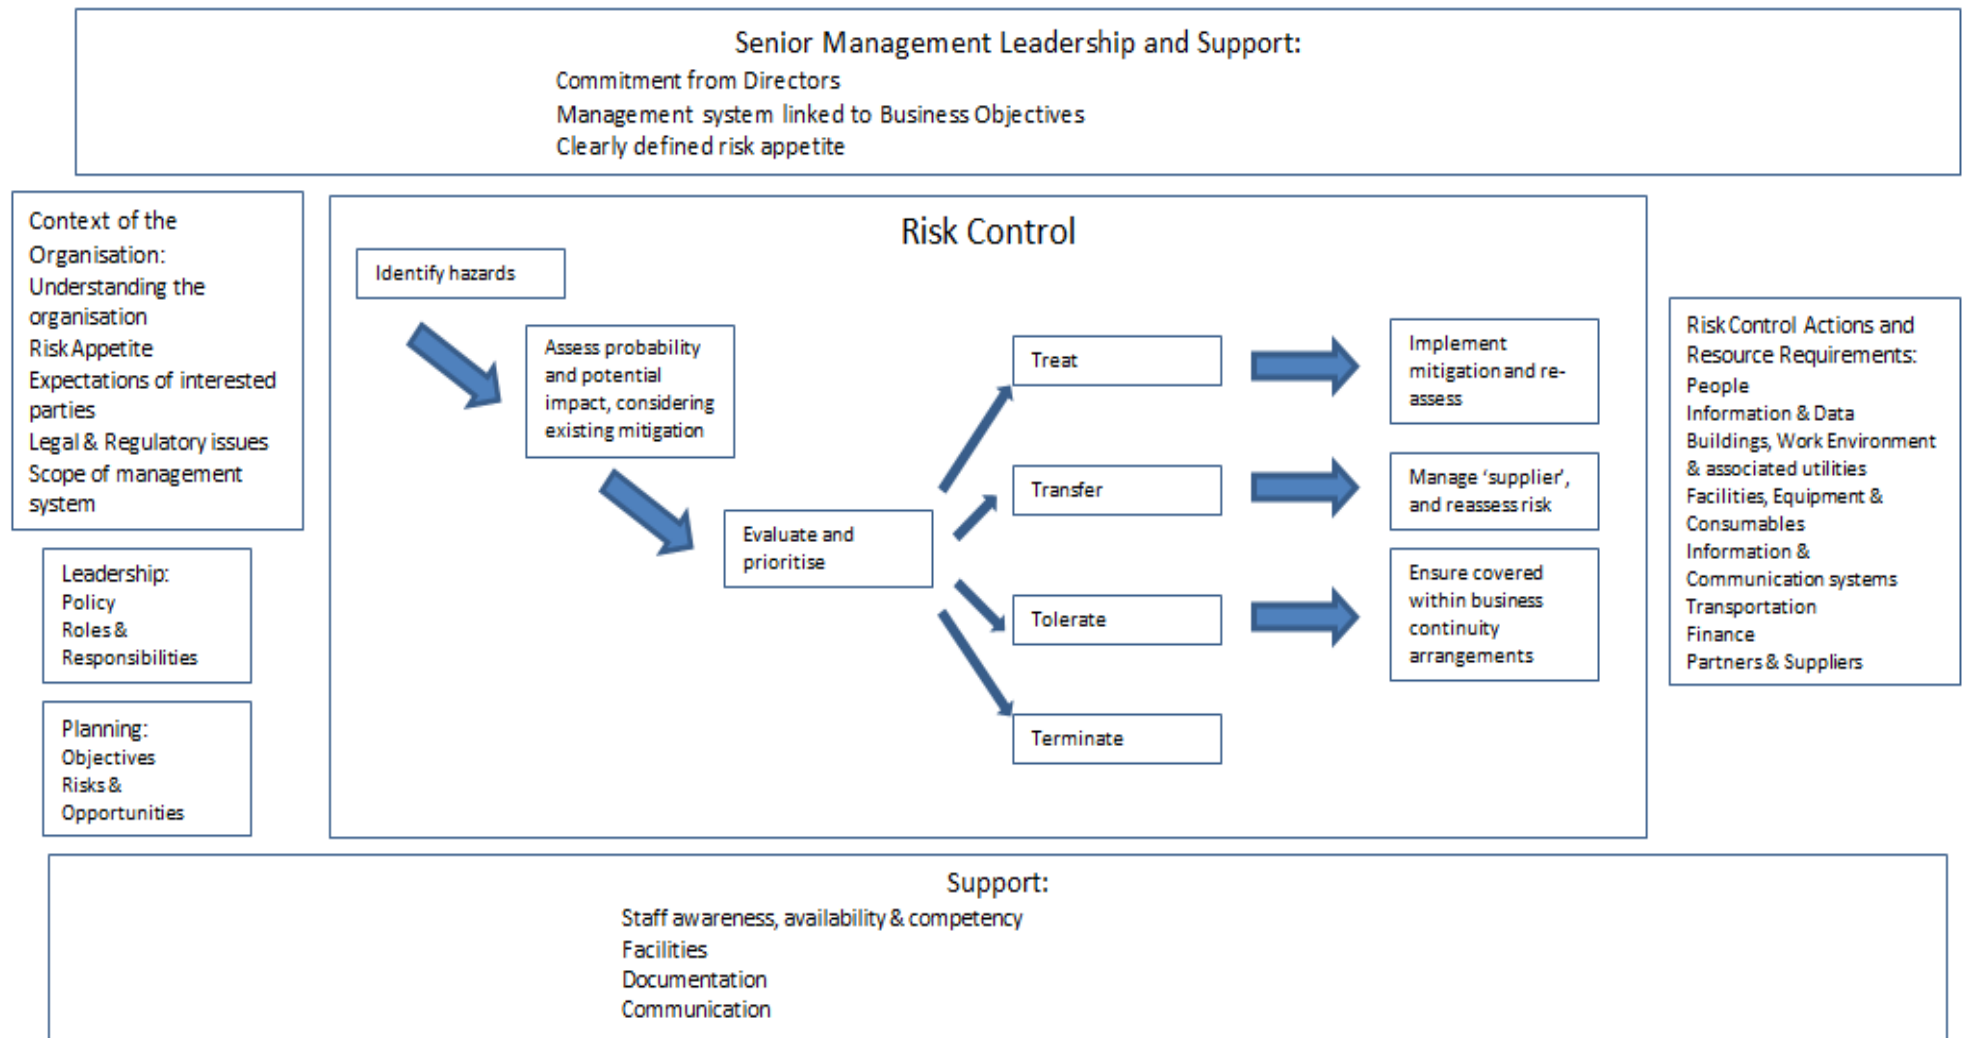 Senior Management Leadership and Support:
Commitment from Directors
Management system linked to Business Objectives
Clearly defined risk appetite
Context of the
Organisation:
Understanding the
organisation
Risk Appetite
Expectations of interested
parties
Legal & Regulatory issues
Scope of management
system
Leadership:
Policy
Roles &
Responsibilities
Planning:
Objectives
Risks &
Opportunities
Risk Control
Identify hazards
Assess probability
and potential
impact, considering
existing mitigation
Evaluate and
prioritise
Treat
Transfer
Tolerate
Terminate
Implement
mitigation and re-
assess
Manage ‘supplier’,
and reassess risk
Ensure covered
within business
continuity
arrangements
Risk Control Actions and
Resource Requirements:
People
Information & Data
Buildings, Work Environment
& associated utilities
Facilities, Equipment &
Consumables
Information &
Communication systems
Transportation
Finance
Partners & Suppliers
Support:
Staff awareness, availability & competency
Facilities
Documentation
Communication